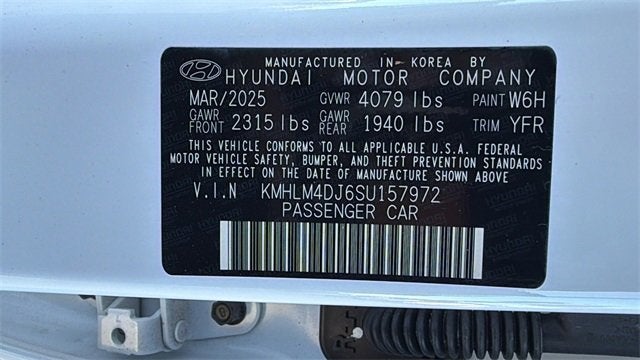 MANUFACTURED IN KOREA BY
HYUNDAI MOTOR COMPANY
MAR/2025 GVWR 4079 lbs PAINT W6H
GAWR FRONT 2315 lbs GAWR REAR 1940 lbs TRIM YFR
THIS VEHICLE CONFORMS TO ALL APPLICABLE U.S.A. FEDERAL
MOTOR VEHICLE SAFETY, BUMPER, AND THEFT PREVENTION STANDARDS
IN EFFECT ON THE DATE OF MANUFACTURE SHOWN ABOVE
V.I.N KMHLM4DJ6SU157972
PASSENGER CAR